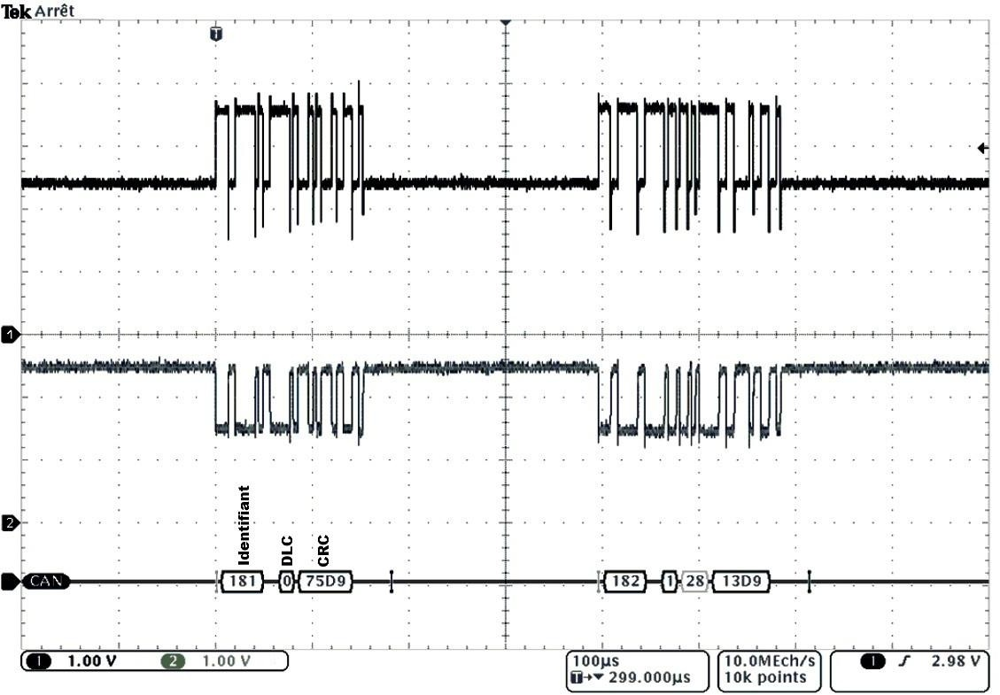 Tek Arrêt
T
1
2
Identifiant
DLC
CRC
CAN 181 0 75D9 182 1 28 13D9
1 1.00 V 2 1.00 V
100µs
T→▼ 299.000µs
10.0MEch/s
10k points
1 2.98 V